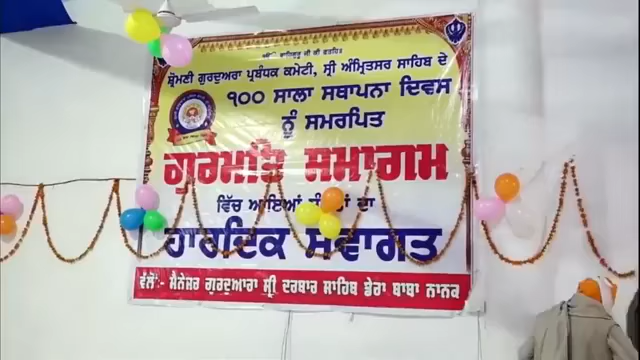 ਸ਼੍ਰੋਮਣੀ ਗੁਰਦੁਆਰਾ ਪ੍ਰਬੰਧਕ ਕਮੇਟੀ, ਸ੍ਰੀ ਅੰਮ੍ਰਿਤਸਰ ਸਾਹਿਬ ਦੇ
੧੦੦ ਸਾਲਾ ਸਥਾਪਨਾ ਦਿਵਸ
ਨੂੰ ਸਮਰਪਿਤ
ਗੁਰਮਤਿ ਸਮਾਗਮ
ਵਿੱਚ ਆਇਆਂ ਦਾ
ਹਾਰਦਿਕ ਸਵਾਗਤ
ਵੱਲੋਂ:- ਮੈਨੇਜਰ ਗੁਰਦੁਆਰਾ ਸ੍ਰੀ ਦਰਬਾਰ ਸਾਹਿਬ ਡੇਰਾ ਬਾਬਾ ਨਾਨਕ